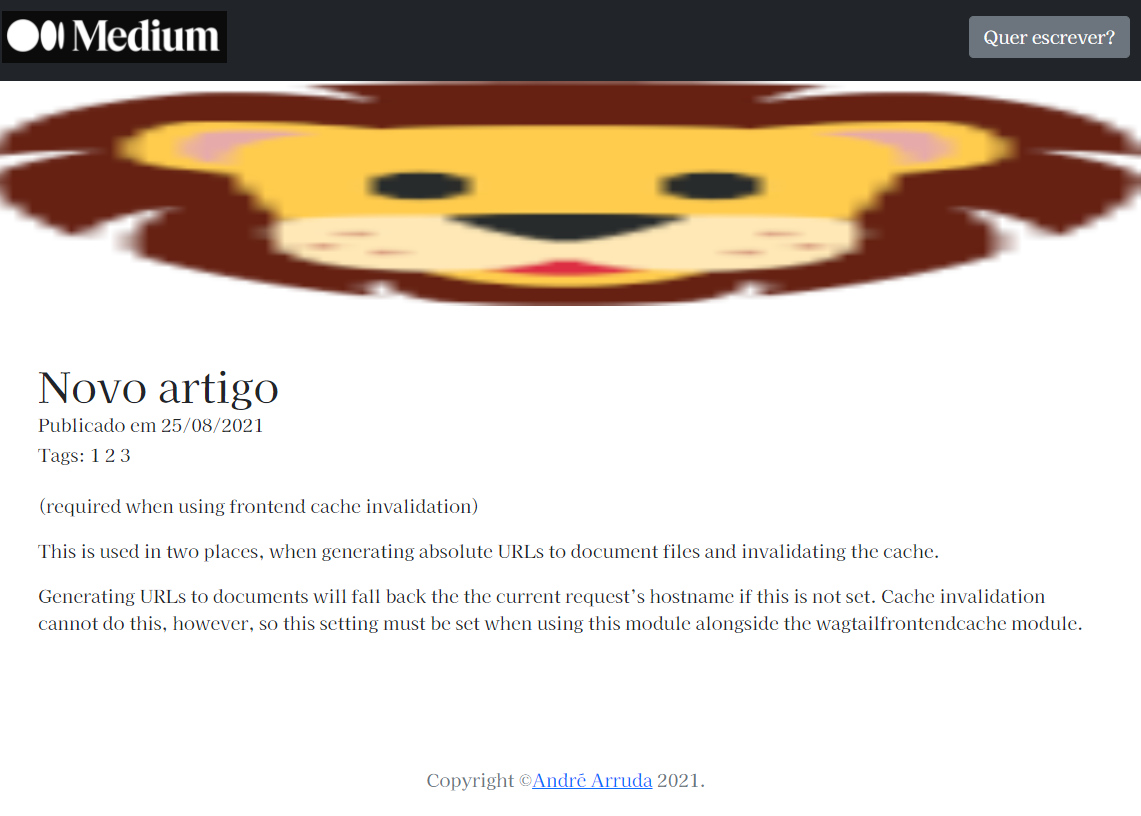 Medium
Quer escrever?
Novo artigo
Publicado em 25/08/2021
Tags: 1 2 3
(required when using frontend cache invalidation)
This is used in two places, when generating absolute URLs to document files and invalidating the cache.
Generating URLs to documents will fall back the the current request’s hostname if this is not set. Cache invalidation
cannot do this, however, so this setting must be set when using this module alongside the wagtailfrontendcache module.
Copyright ©André Arruda 2021.